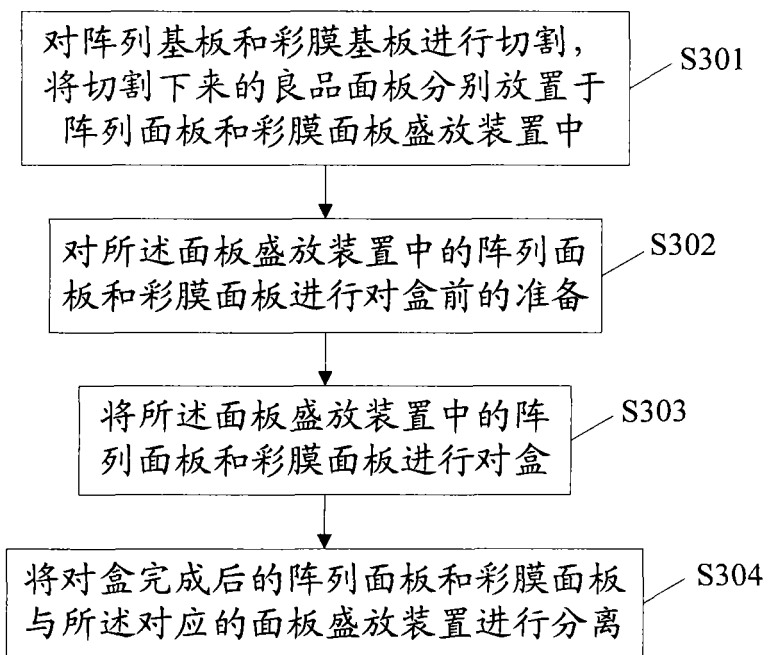 对阵列基板和彩膜基板进行切割，
将切割下来的良品面板分别放置于
阵列面板和彩膜面板盛放装置中
S301
对所述面板盛放装置中的阵列面
板和彩膜面板进行对盒前的准备
S302
将所述面板盛放装置中的阵
列面板和彩膜面板进行对盒
S303
将对盒完成后的阵列面板和彩膜面板
与所述对应的面板盛放装置进行分离
S304